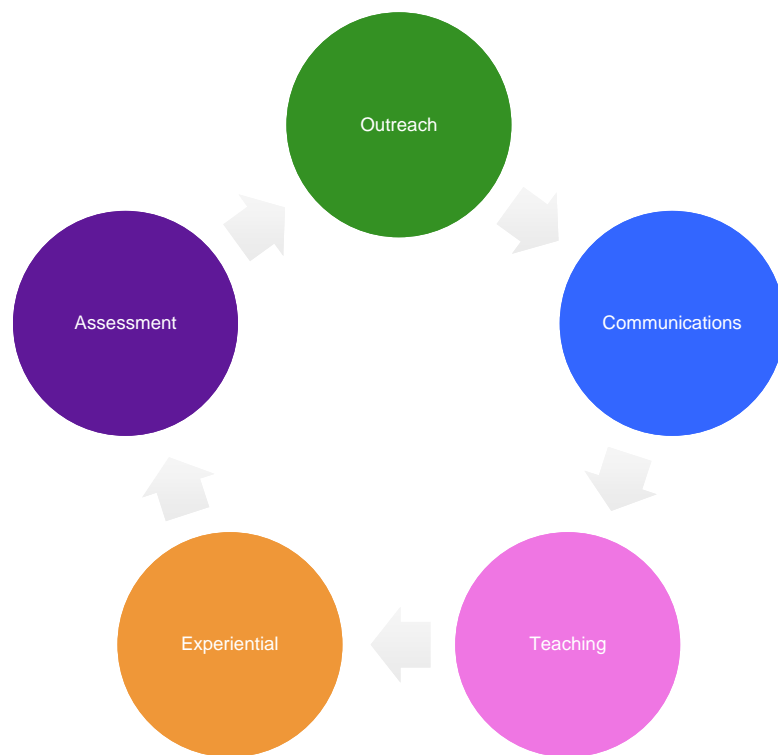 Outreach
Communications
Teaching
Experiential
Assessment